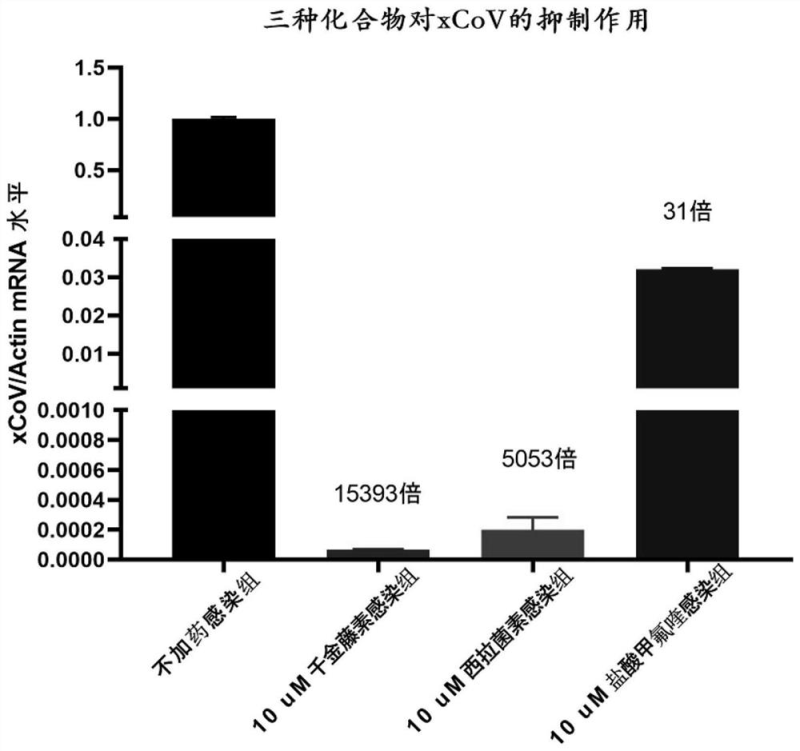 三种化合物对xCoV的抑制作用
xCoV/Actin mRNA 水平
1.5
1.0
0.5
0.04
0.03
0.02
0.01
0.0010
0.0008
0.0006
0.0004
0.0002
0.0000
15393倍
5053倍
31倍
不加药感染组
10 uM 千金藤素感染组
10 uM 西拉菌素感染组
10 uM 盐酸甲氟喹感染组